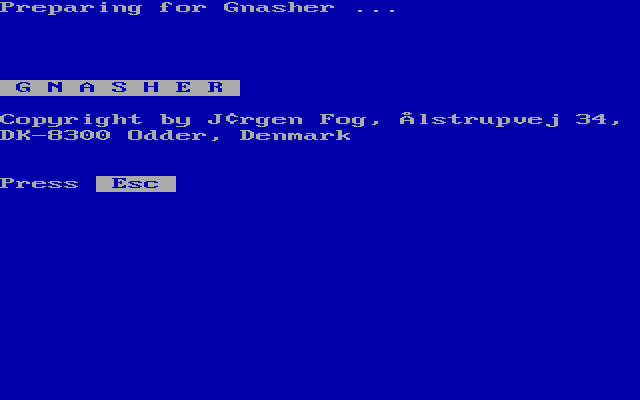 Preparing for Gnasher ...
G N A S H E R
Copyright by J¢rgen Fog, Ålstrupvej 34,
DK-8300 Odder, Denmark
Press Esc